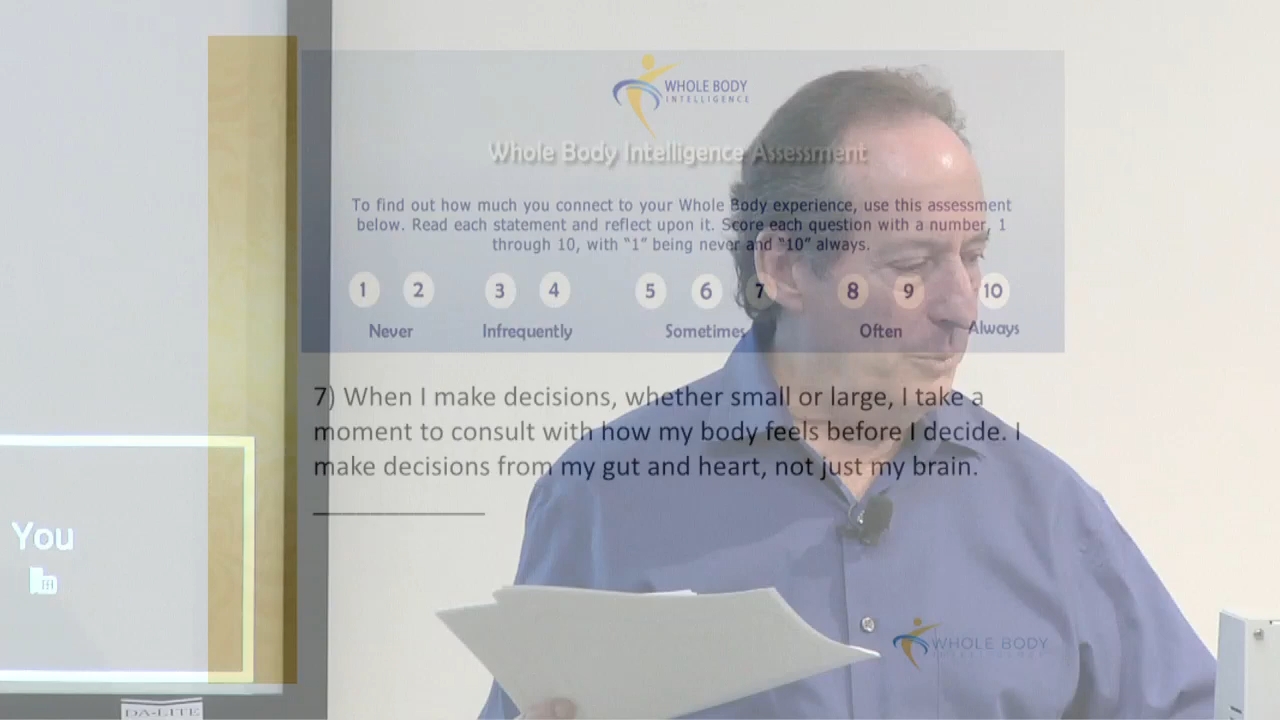 WHOLE BODY
INTELLIGENCE
Whole Body Intelligence Assessment
To find out how much you connect to your Whole Body experience, use this assessment
below. Read each statement and reflect upon it. Score each question with a number, 1
through 10, with “1” being never and “10” always.
1 2 3 4 5 6 7 8 9 10
Never Infrequently Sometimes Often Always
7) When I make decisions, whether small or large, I take a
moment to consult with how my body feels before I decide. I
make decisions from my gut and heart, not just my brain.
You
WHOLE BODY
INTELLIGENCE
DA-LITE